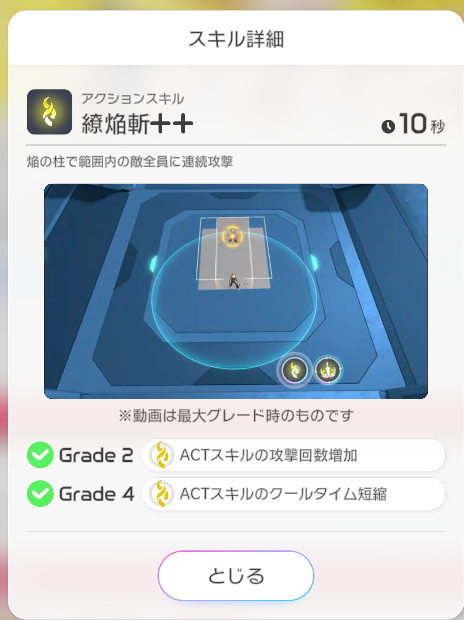 スキル詳細
アクションスキル
繚焔斬++
10秒
焔の柱で範囲内の敵全員に連続攻撃
※動画は最大グレード時のものです
Grade 2 ACTスキルの攻撃回数増加
Grade 4 ACTスキルのクールタイム短縮
とじる